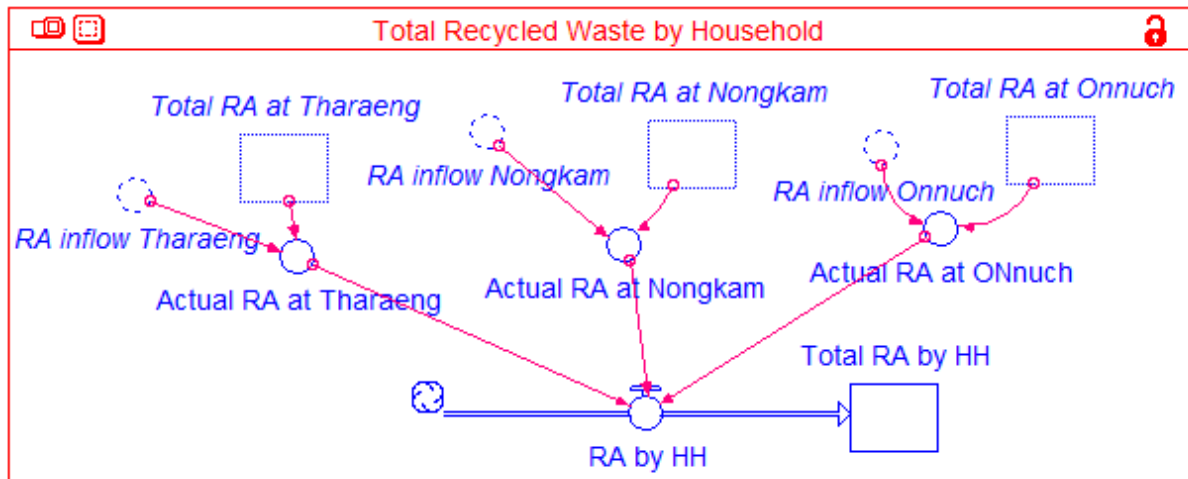 Total Recycled Waste by Household
Total RA at Tharaeng
Total RA at Nongkam
Total RA at Onnuch
RA inflow Tharaeng
RA inflow Nongkam
RA inflow Onnuch
Actual RA at Tharaeng
Actual RA at Nongkam
Actual RA at ONnuch
Total RA by HH
RA by HH